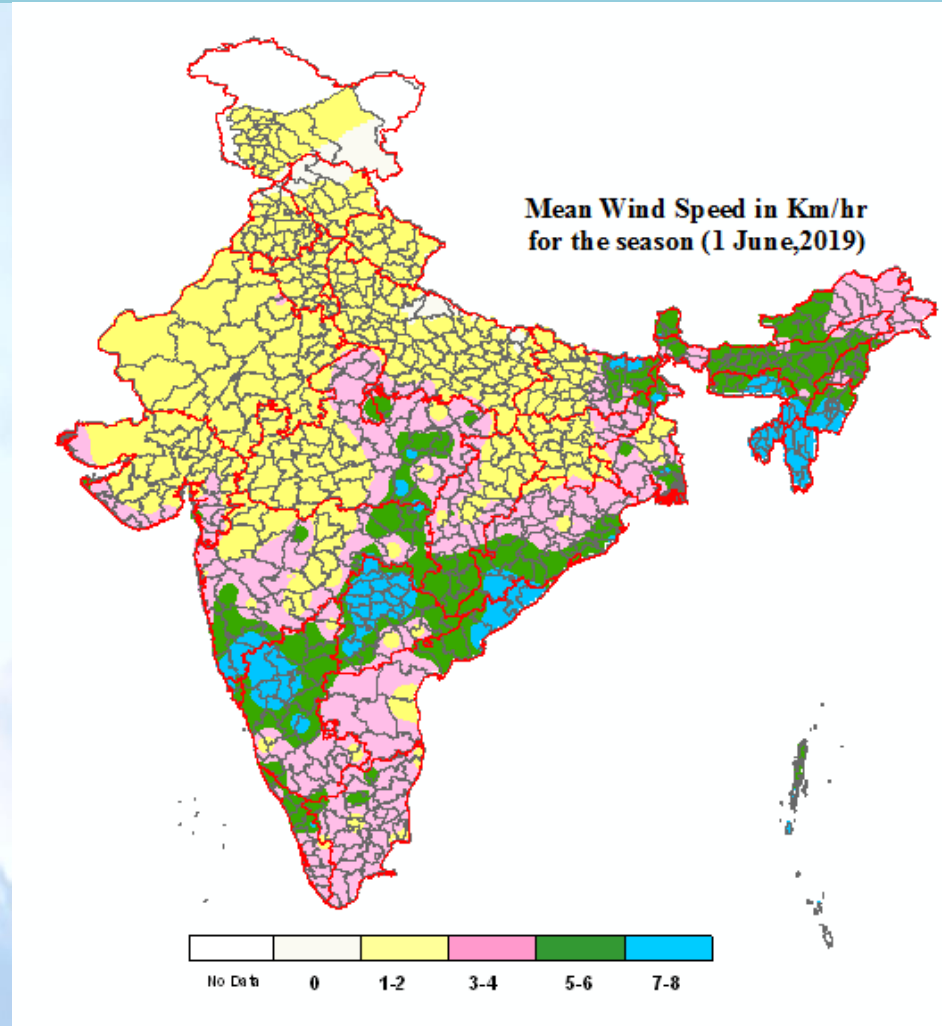 Mean Wind Speed in Km/hr
for the season (1 June,2019)
No Data 0 1-2 3-4 5-6 7-8